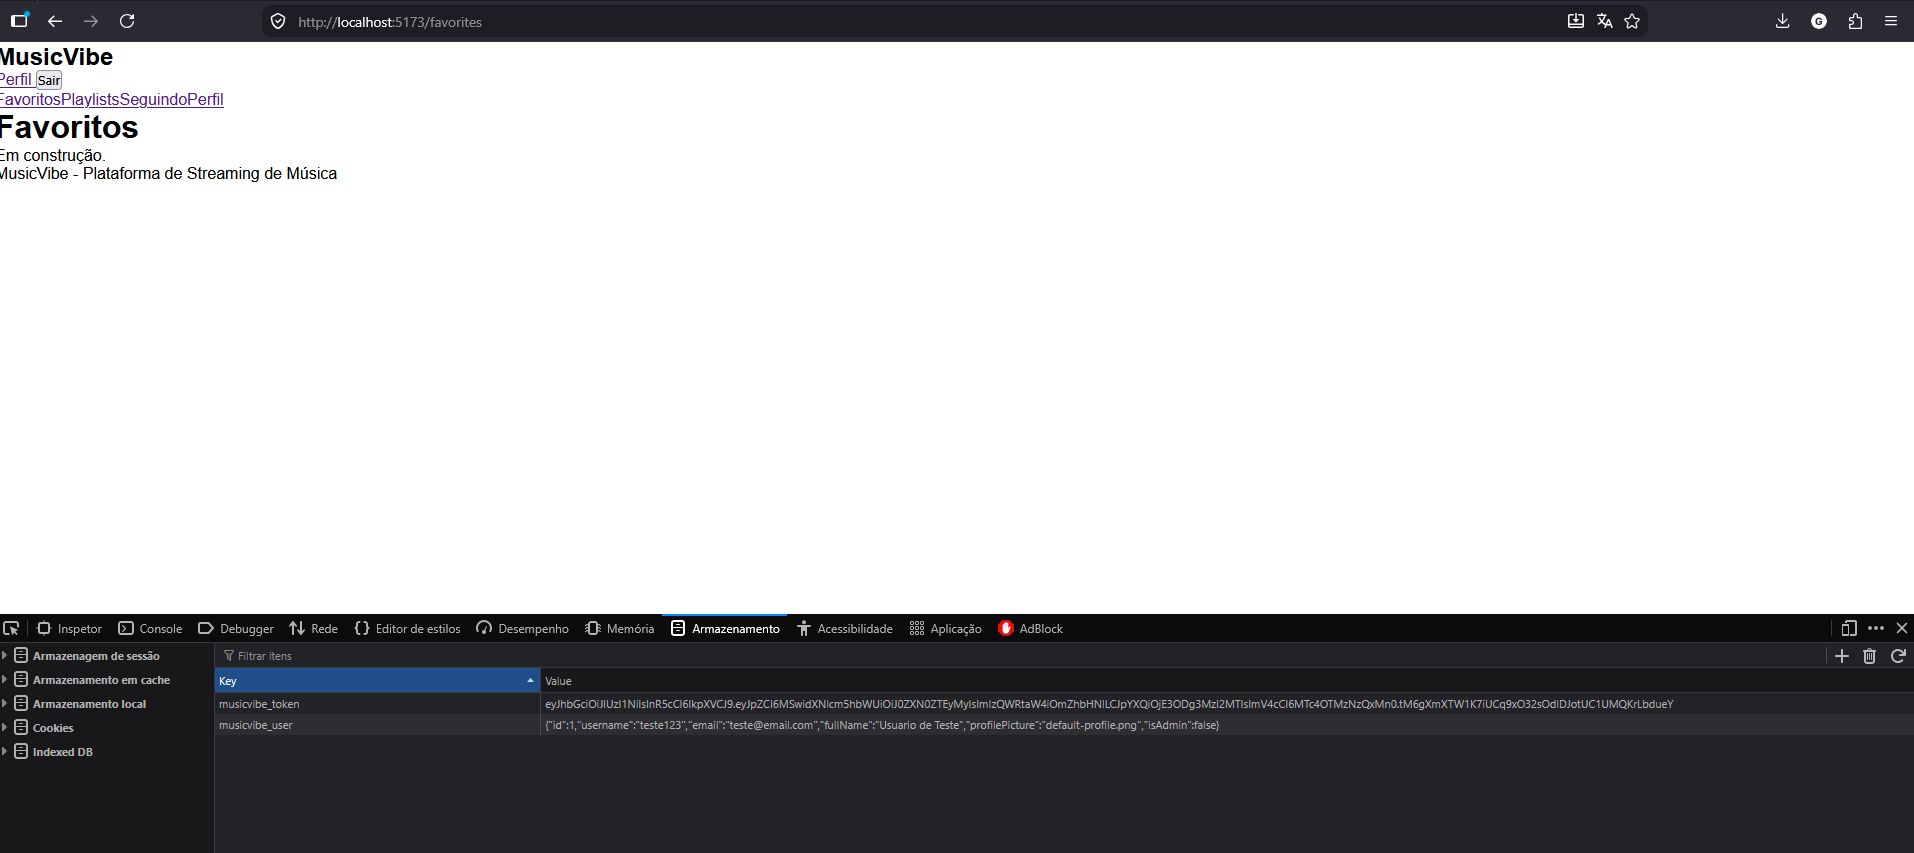 http://localhost:5173/favorites
G
MusicVibe
Perfil Sair
FavoritosPlaylistsSeguindoPerfil
Favoritos
Em construção.
MusicVibe - Plataforma de Streaming de Música
Inspetor Console Debugger Rede Editor de estilos Desempenho Memória Armazenamento Acessibilidade Aplicação AdBlock
Armazenagem de sessão
Armazenamento em cache
Armazenamento local
Cookies
Indexed DB
Filtrar itens
Key Value
musicvibe_token
musicvibe_user {"id":1,"username":"teste123","email":"teste@email.com","fullName":"Usuario de Teste","profilePicture":"default-profile.png","isAdmin":false}